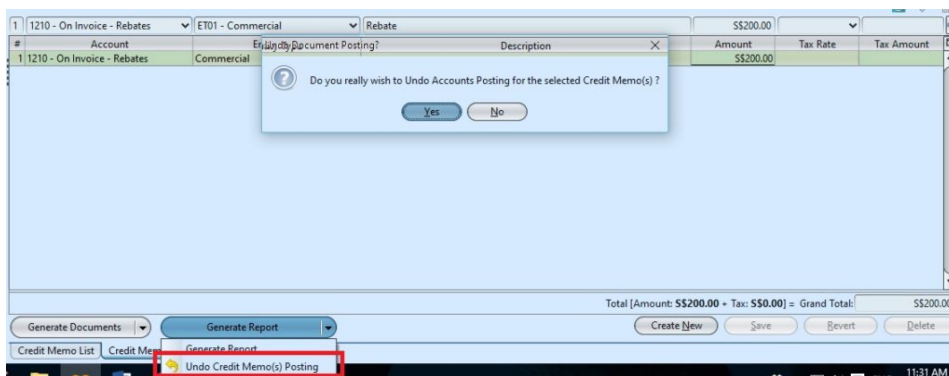 1 1210 - On Invoice - Rebates ET01 - Commercial Rebate S$200.00
# Account Description Amount Tax Rate Tax Amount
1 1210 - On Invoice - Rebates Commercial S$200.00
Undo Document Posting?
Do you really wish to Undo Accounts Posting for the selected Credit Memo(s) ?
Yes No
Total [Amount: S$200.00 + Tax: S$0.00] = Grand Total: S$200.00
Generate Documents Generate Report Create New Save Revert Delete
Credit Memo List Credit Mem
Generate Report
Undo Credit Memo(s) Posting
11:31 AM